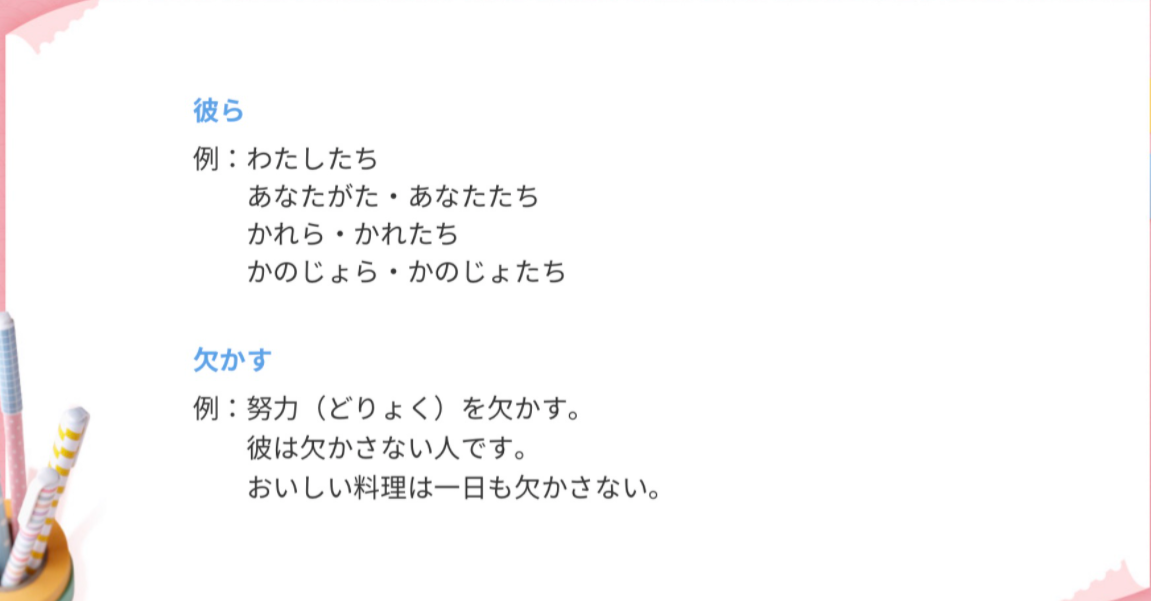 彼ら
例：わたしたち
あなたがた・あなたたち
かれら・かれたち
かのじょら・かのじょたち
欠かす
例：努力（どりょく）を欠かす。
彼は欠かさない人です。
おいしい料理は一日も欠かさない。